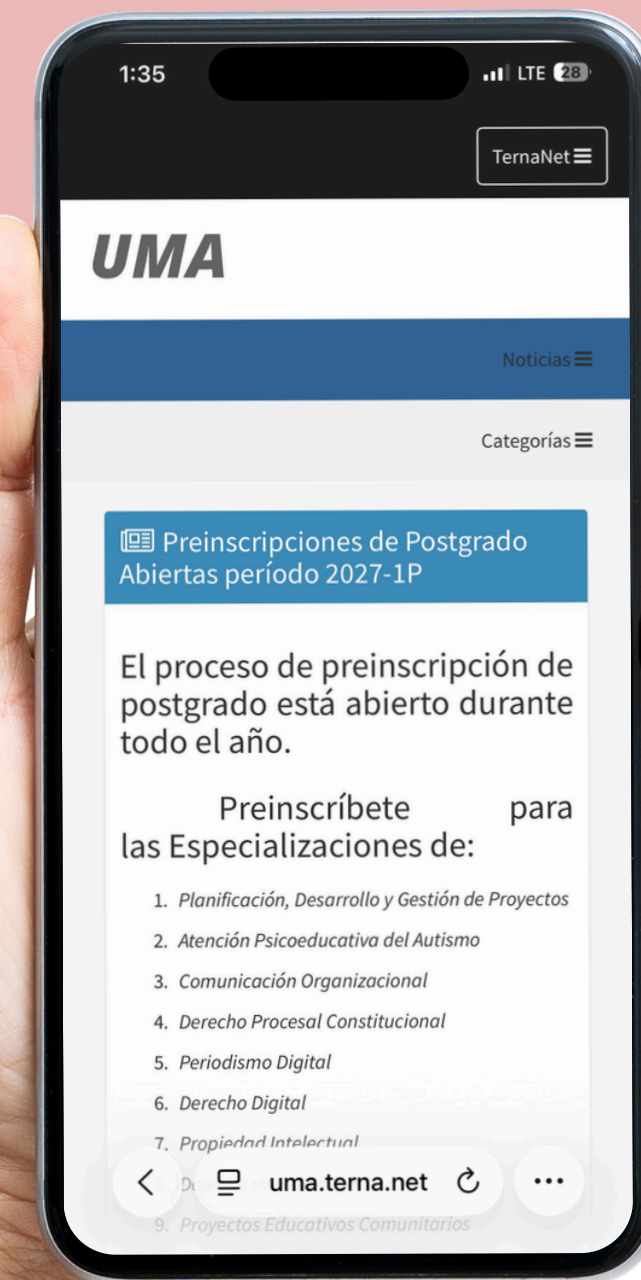 1:35
LTE 28
TernaNet
UMA
Noticias
Categorías
Preinscripciones de Postgrado
Abiertas período 2027-1P
El proceso de preinscripción de
postgrado está abierto durante
todo el año.
Preinscríbete para
las Especializaciones de:
1. Planificación, Desarrollo y Gestión de Proyectos
2. Atención Psicoeducativa del Autismo
3. Comunicación Organizacional
4. Derecho Procesal Constitucional
5. Periodismo Digital
6. Derecho Digital
7. Propiedad Intelectual
uma.terna.net
9. Proyectos Educativos Comunitarios